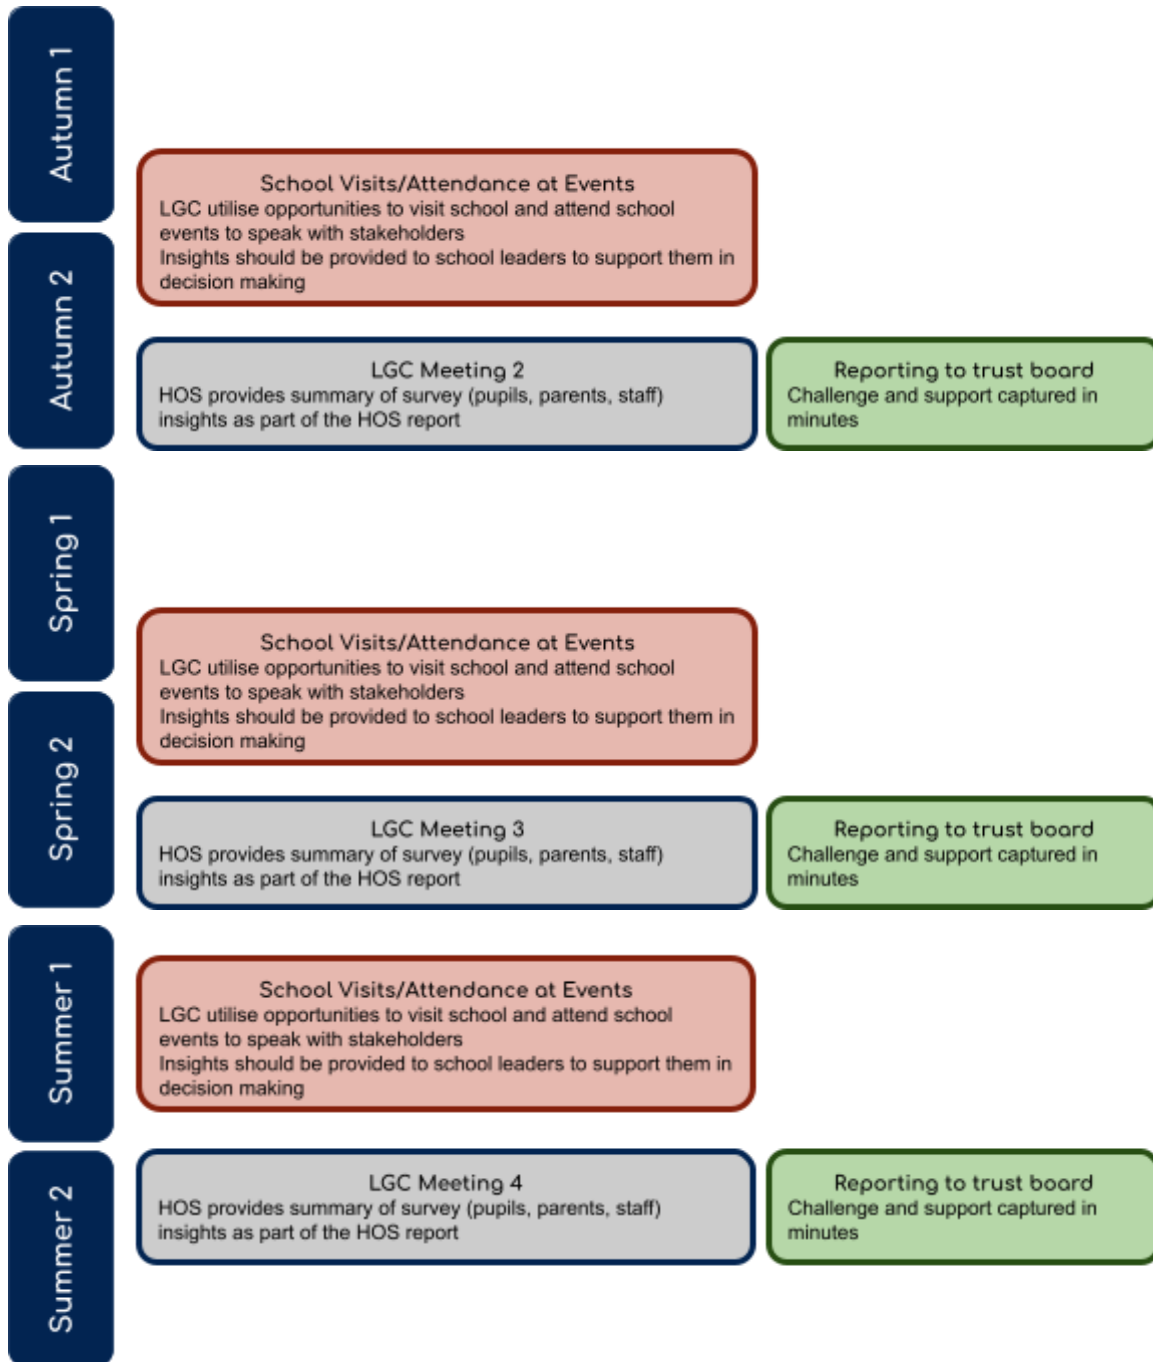 Autumn 1
School Visits/Attendance at Events
LGC utilise opportunities to visit school and attend school
events to speak with stakeholders
Insights should be provided to school leaders to support them in
decision making
Autumn 2
LGC Meeting 2
HOS provides summary of survey (pupils, parents, staff)
insights as part of the HOS report
Reporting to trust board
Challenge and support captured in
minutes
Spring 1
School Visits/Attendance at Events
LGC utilise opportunities to visit school and attend school
events to speak with stakeholders
Insights should be provided to school leaders to support them in
decision making
Spring 2
LGC Meeting 3
HOS provides summary of survey (pupils, parents, staff)
insights as part of the HOS report
Reporting to trust board
Challenge and support captured in
minutes
Summer 1
School Visits/Attendance at Events
LGC utilise opportunities to visit school and attend school
events to speak with stakeholders
Insights should be provided to school leaders to support them in
decision making
Summer 2
LGC Meeting 4
HOS provides summary of survey (pupils, parents, staff)
insights as part of the HOS report
Reporting to trust board
Challenge and support captured in
minutes